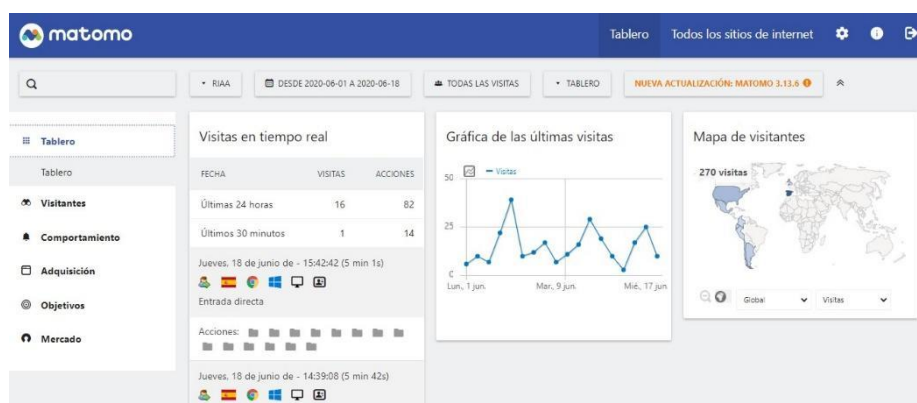 matomo
Tablero Todos los sitios de internet
RIAA DESDE 2020-06-01 A 2020-06-18 TODAS LAS VISITAS TABLERO NUEVA ACTUALIZACIÓN: MATOMO 3.13.6
Tablero
Tablero
Visitantes
Comportamiento
Adquisición
Objetivos
Mercado
Visitas en tiempo real
FECHA VISITAS ACCIONES
Últimas 24 horas 16 82
Últimos 30 minutos 1 14
Jueves, 18 de junio de - 15:42:42 (5 min 1s)
Entrada directa
Acciones:
Jueves, 18 de junio de - 14:39:08 (5 min 42s)
Gráfica de las últimas visitas
Visitas
50
25
0
Lun., 1 jun. Mar., 9 jun. Mié., 17 jun
Mapa de visitantes
270 visitas
Global Visitas